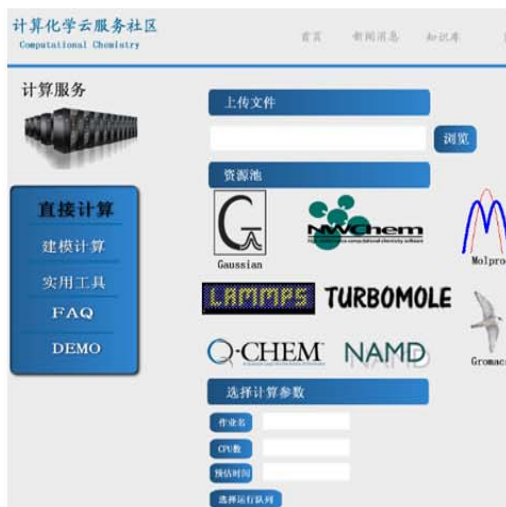 计算化学云服务社区
Computational Chemistry
首页 新闻消息 知识库
计算服务
上传文件
浏览
资源池
直接计算
建模计算
实用工具
FAQ
DEMO
Gaussian
NWChem
Molpro
LAMMPS TURBOMOLE
Q-CHEM NAMD
Gromacs
选择计算参数
作业名
CPU数
预估时间
选择运行队列